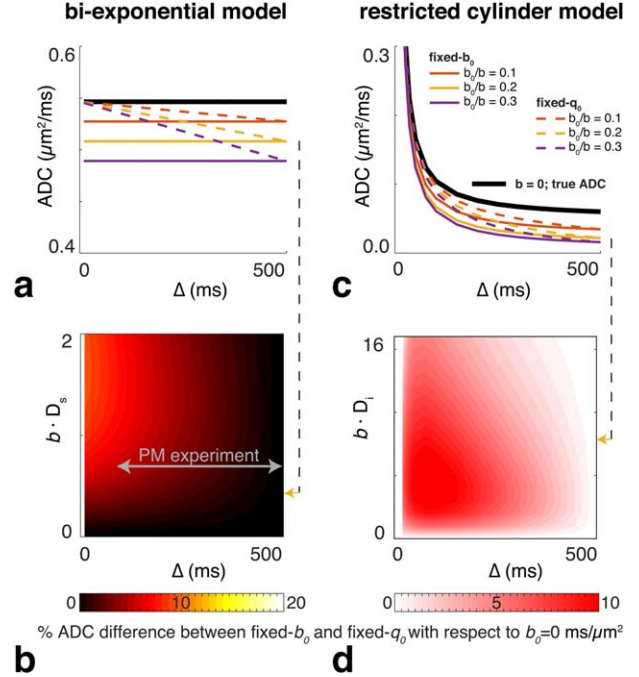 bi-exponential model
restricted cylinder model
0.6
ADC (µm²/ms)
0.4
0
500
Δ (ms)
a
0.3
ADC (µm²/ms)
0.0
fixed-b₀
b₀/b = 0.1
b₀/b = 0.2
b₀/b = 0.3
fixed-q₀
b₀/b = 0.1
b₀/b = 0.2
b₀/b = 0.3
b = 0; true ADC
0
500
Δ (ms)
c
2
b · Dₛ
0
PM experiment
0
500
Δ (ms)
16
b · Dᵢ
0
0
500
Δ (ms)
0
10
20
0
5
10
% ADC difference between fixed-b₀ and fixed-q₀ with respect to b₀=0 ms/µm²
b
d